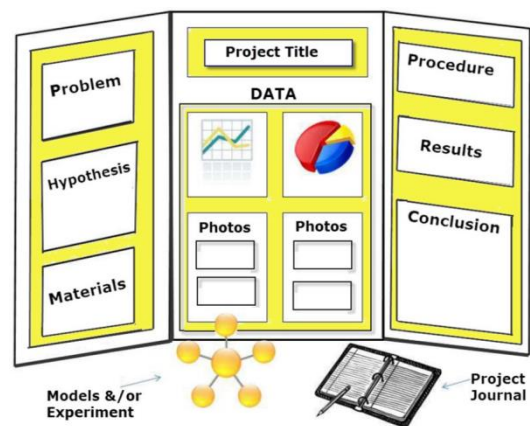 Problem
Hypothesis
Materials
Project Title
DATA
Photos
Photos
Procedure
Results
Conclusion
Models &/or
Experiment
Project
Journal